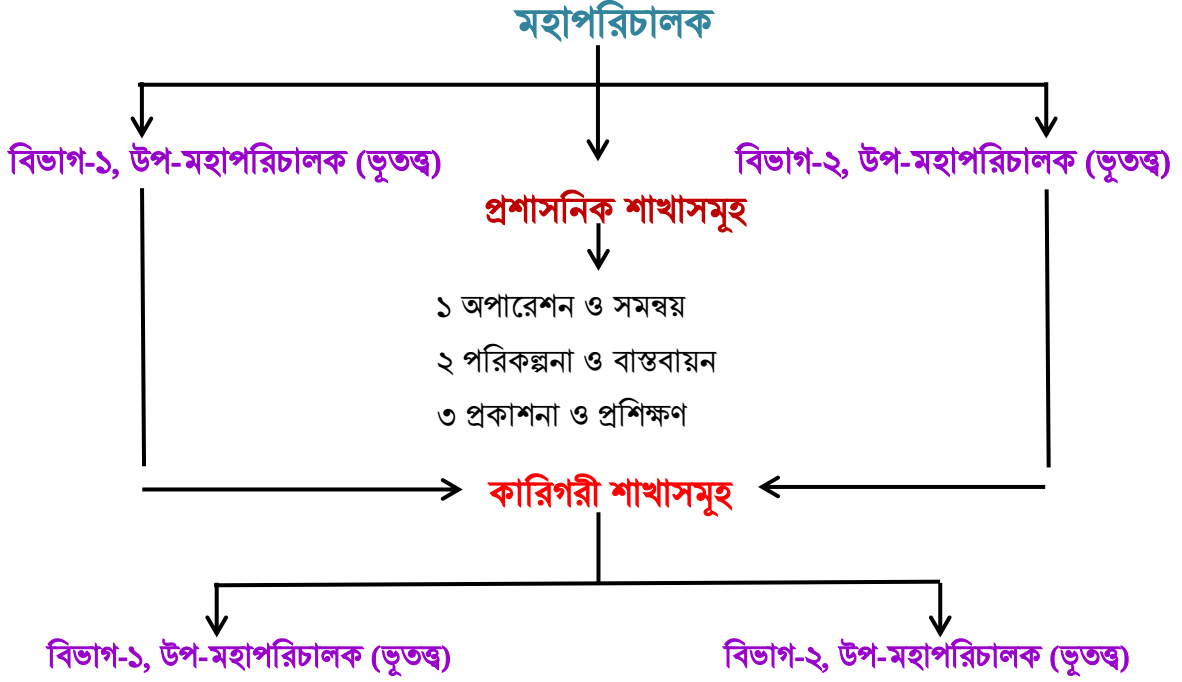 মহাপরিচালক
বিভাগ-১, উপ-মহাপরিচালক (ভূতত্ত্ব)
বিভাগ-২, উপ-মহাপরিচালক (ভূতত্ত্ব)
প্রশাসনিক শাখাসমূহ
১ অপারেশন ও সমন্বয়
২ পরিকল্পনা ও বাস্তবায়ন
৩ প্রকাশনা ও প্রশিক্ষণ
কারিগরী শাখাসমূহ
বিভাগ-১, উপ-মহাপরিচালক (ভূতত্ত্ব)
বিভাগ-২, উপ-মহাপরিচালক (ভূতত্ত্ব)